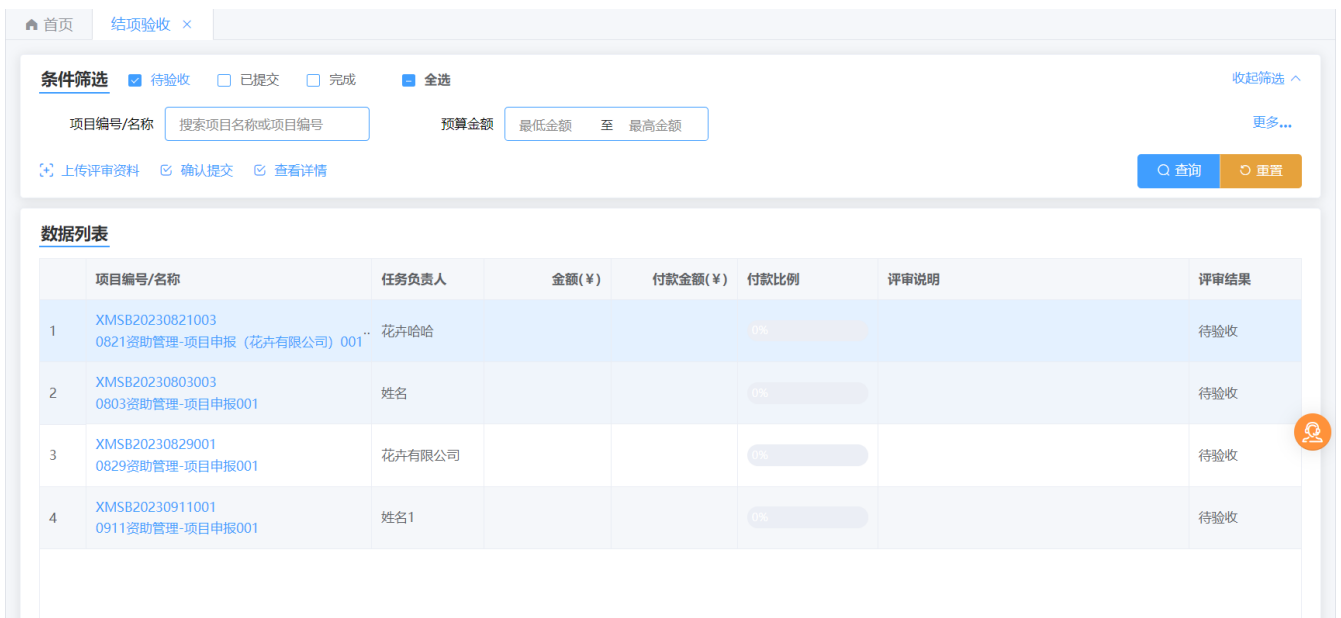 首页 结项验收 ×
条件筛选 待验收 已提交 完成 全选 收起筛选
项目编号/名称 搜索项目名称或项目编号 预算金额 最低金额 至 最高金额 更多...
上传评审资料 确认提交 查看详情 查询 重置
数据列表
项目编号/名称 任务负责人 金额(¥) 付款金额(¥) 付款比例 评审说明 评审结果
1 XMSB20230821003 花卉哈哈 0% 待验收
0821资助管理-项目申报（花卉有限公司）001 ..
2 XMSB20230803003 姓名 0% 待验收
0803资助管理-项目申报001
3 XMSB20230829001 花卉有限公司 0% 待验收
0829资助管理-项目申报001
4 XMSB20230911001 姓名1 0% 待验收
0911资助管理-项目申报001